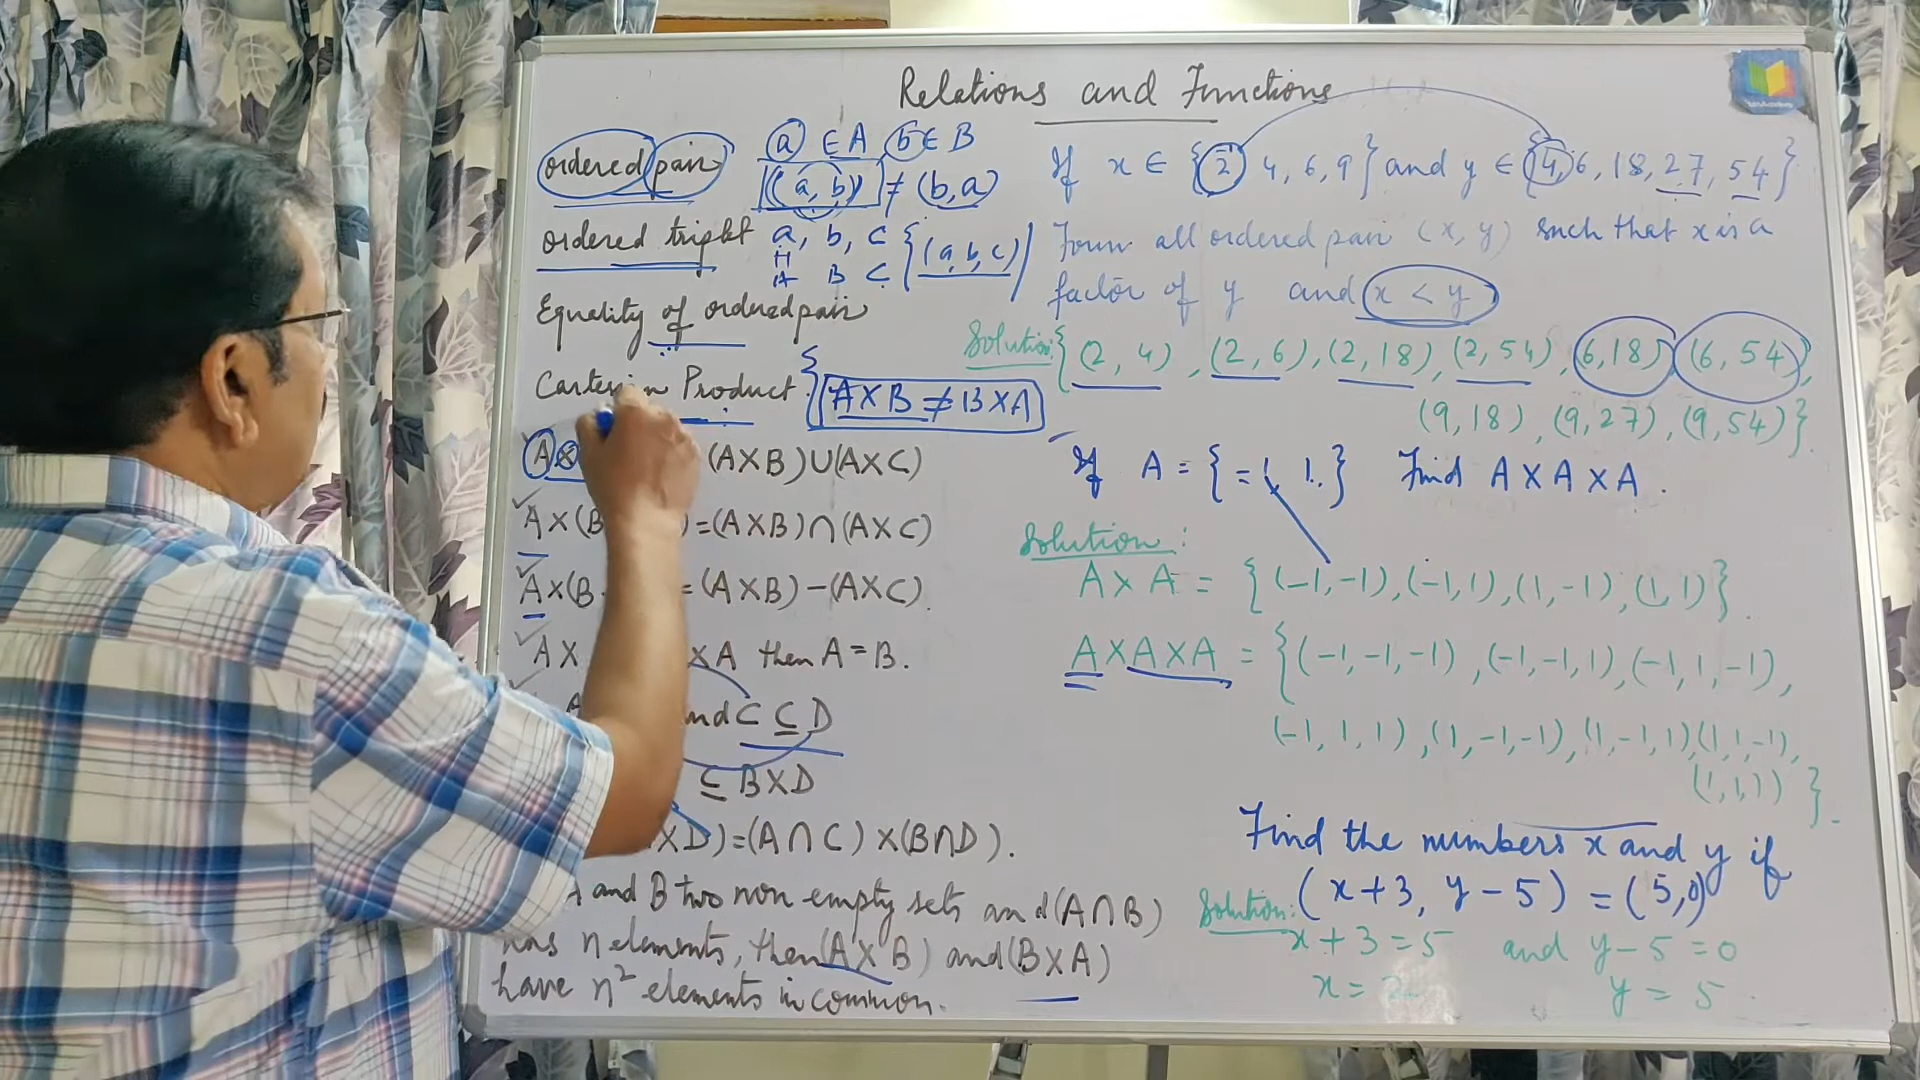 Relations and Functions
ordered pair a ∈ A b ∈ B
(a, b) ≠ (b, a)
ordered triplet a, b, c {(a, b, c)
A B C
Equality of ordered pair
Cartesian Product { A X B ≠ B X A
A X (A X B) ∪ (A X C)
A X (B ) = (A X B) ∩ (A X C)
A X (B = (A X B) – (A X C).
A X X A then A = B.
and C ⊆ D
⊆ B X D
X D) = (A ∩ C) X (B ∩ D).
A and B two non empty sets and (A ∩ B)
has n elements, then (A X B) and (B X A)
have n² elements in common.
If x ∈ {2 4, 6, 9} and y ∈ {4, 6, 18, 27, 54}
Form all ordered pair (x, y) such that x is a
factor of y and x < y
Solution: {(2, 4), (2, 6), (2, 18), (2, 54), (6, 18) (6, 54),
(9, 18), (9, 27), (9, 54)}.
If A = {-1, 1.} Find A X A X A.
Solution:
A X A = {(-1, -1), (-1, 1), (1, -1), (1, 1)}.
A X A X A = {(-1, -1, -1), (-1, -1, 1), (-1, 1, -1),
(-1, 1, 1), (1, -1, -1), (1, -1, 1), (1, 1, -1),
(1, 1, 1) }.
Find the numbers x and y if
(x + 3, y – 5) = (5, 0)
Solution:
x + 3 = 5 and y – 5 = 0
x = 2 y = 5.